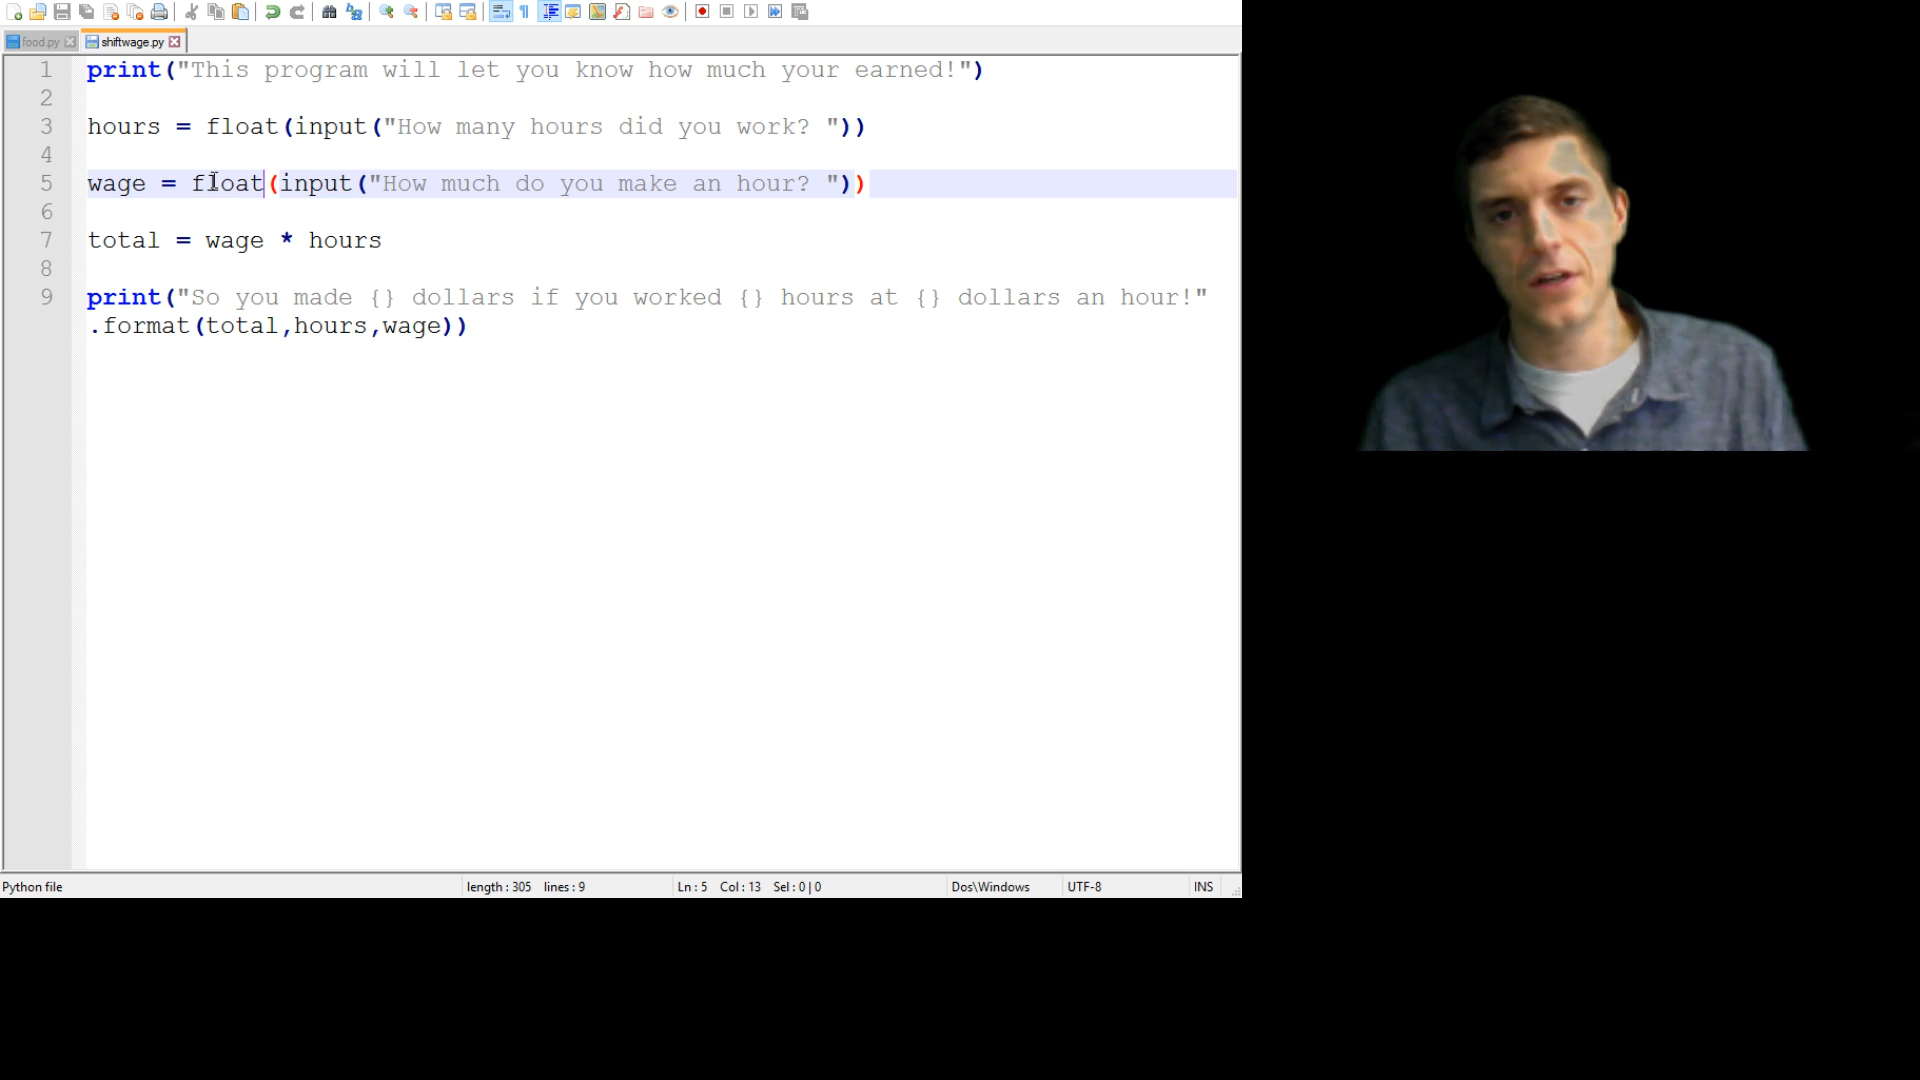 food.py
shiftwage.py
1 print("This program will let you know how much your earned!")
2
3 hours = float(input("How many hours did you work? "))
4
5 wage = float(input("How much do you make an hour? "))
6
7 total = wage * hours
8
9 print("So you made {} dollars if you worked {} hours at {} dollars an hour!"
.format(total,hours,wage))
Python file length : 305 lines : 9 Ln : 5 Col : 13 Sel : 0 | 0 Dos\Windows UTF-8 INS